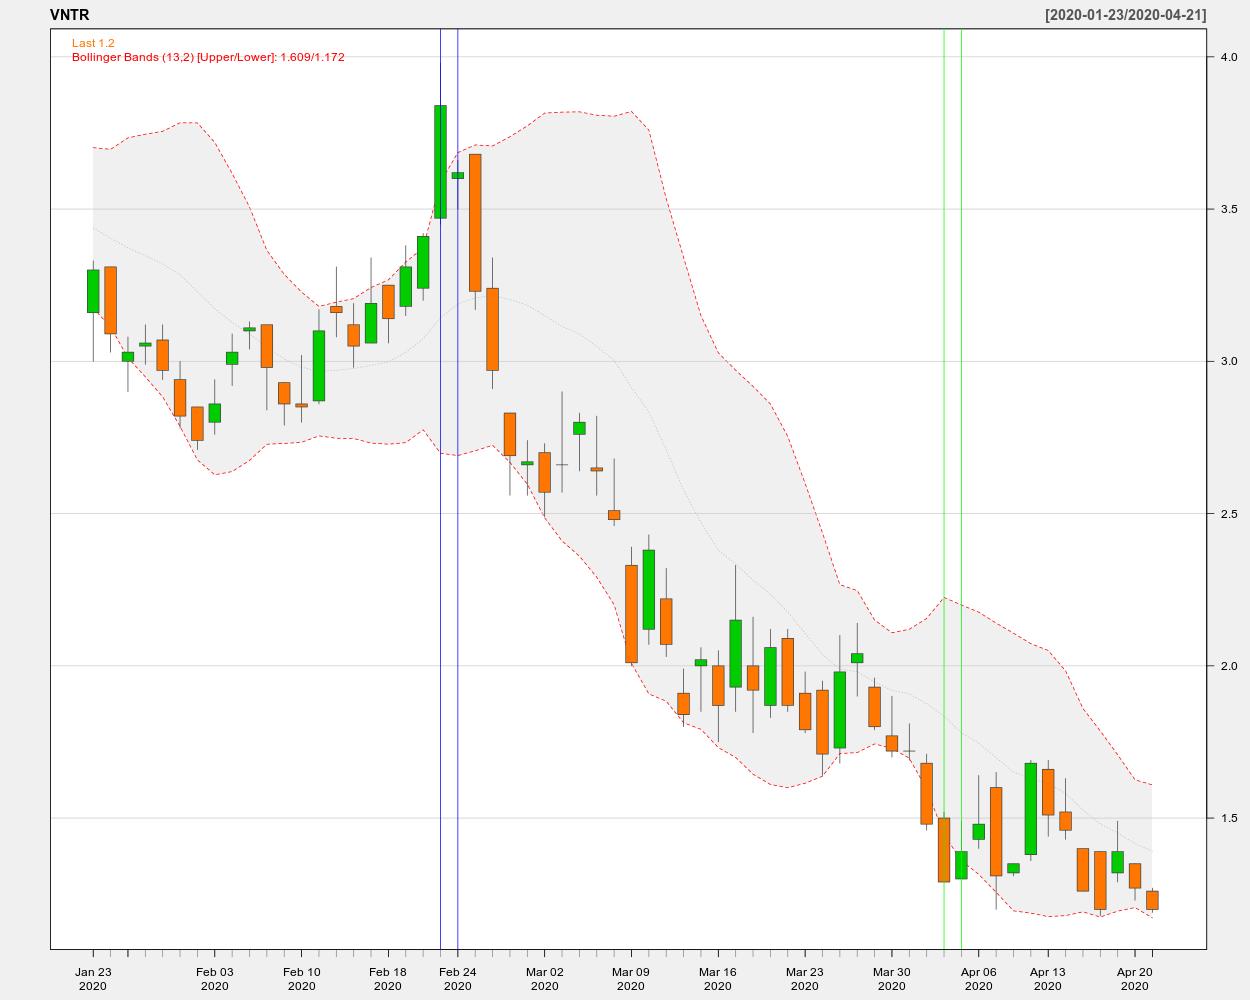 VNTR [2020-01-23/2020-04-21]
Last 1.2
Bollinger Bands (13,2) [Upper/Lower]: 1.609/1.172
4.0
3.5
3.0
2.5
2.0
1.5
Jan 23 Feb 03 Feb 10 Feb 18 Feb 24 Mar 02 Mar 09 Mar 16 Mar 23 Mar 30 Apr 06 Apr 13 Apr 20
2020 2020 2020 2020 2020 2020 2020 2020 2020 2020 2020 2020 2020